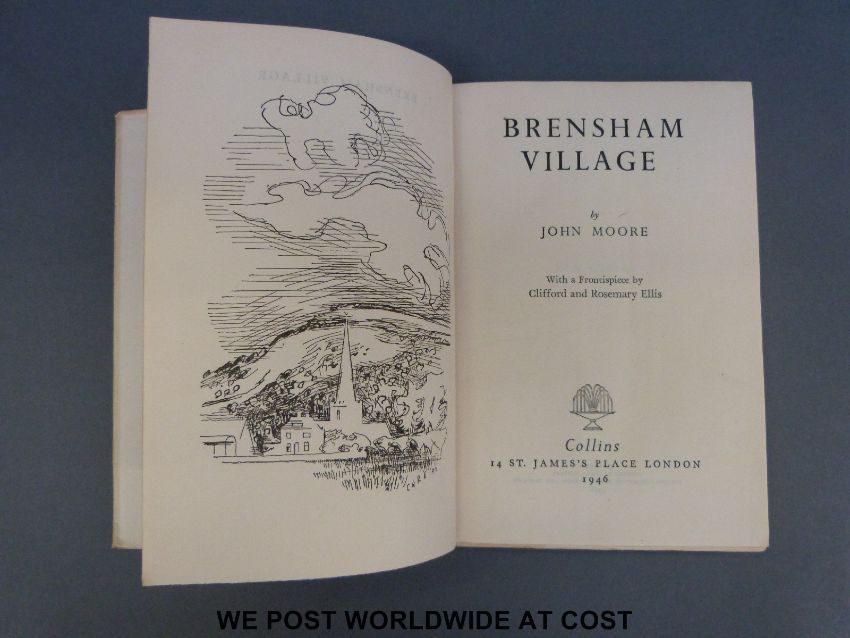 BRENSHAM
VILLAGE
by
JOHN MOORE
With a Frontispiece by
Clifford and Rosemary Ellis
Collins
14 ST. JAMES'S PLACE LONDON
1946
WE POST WORLDWIDE AT COST